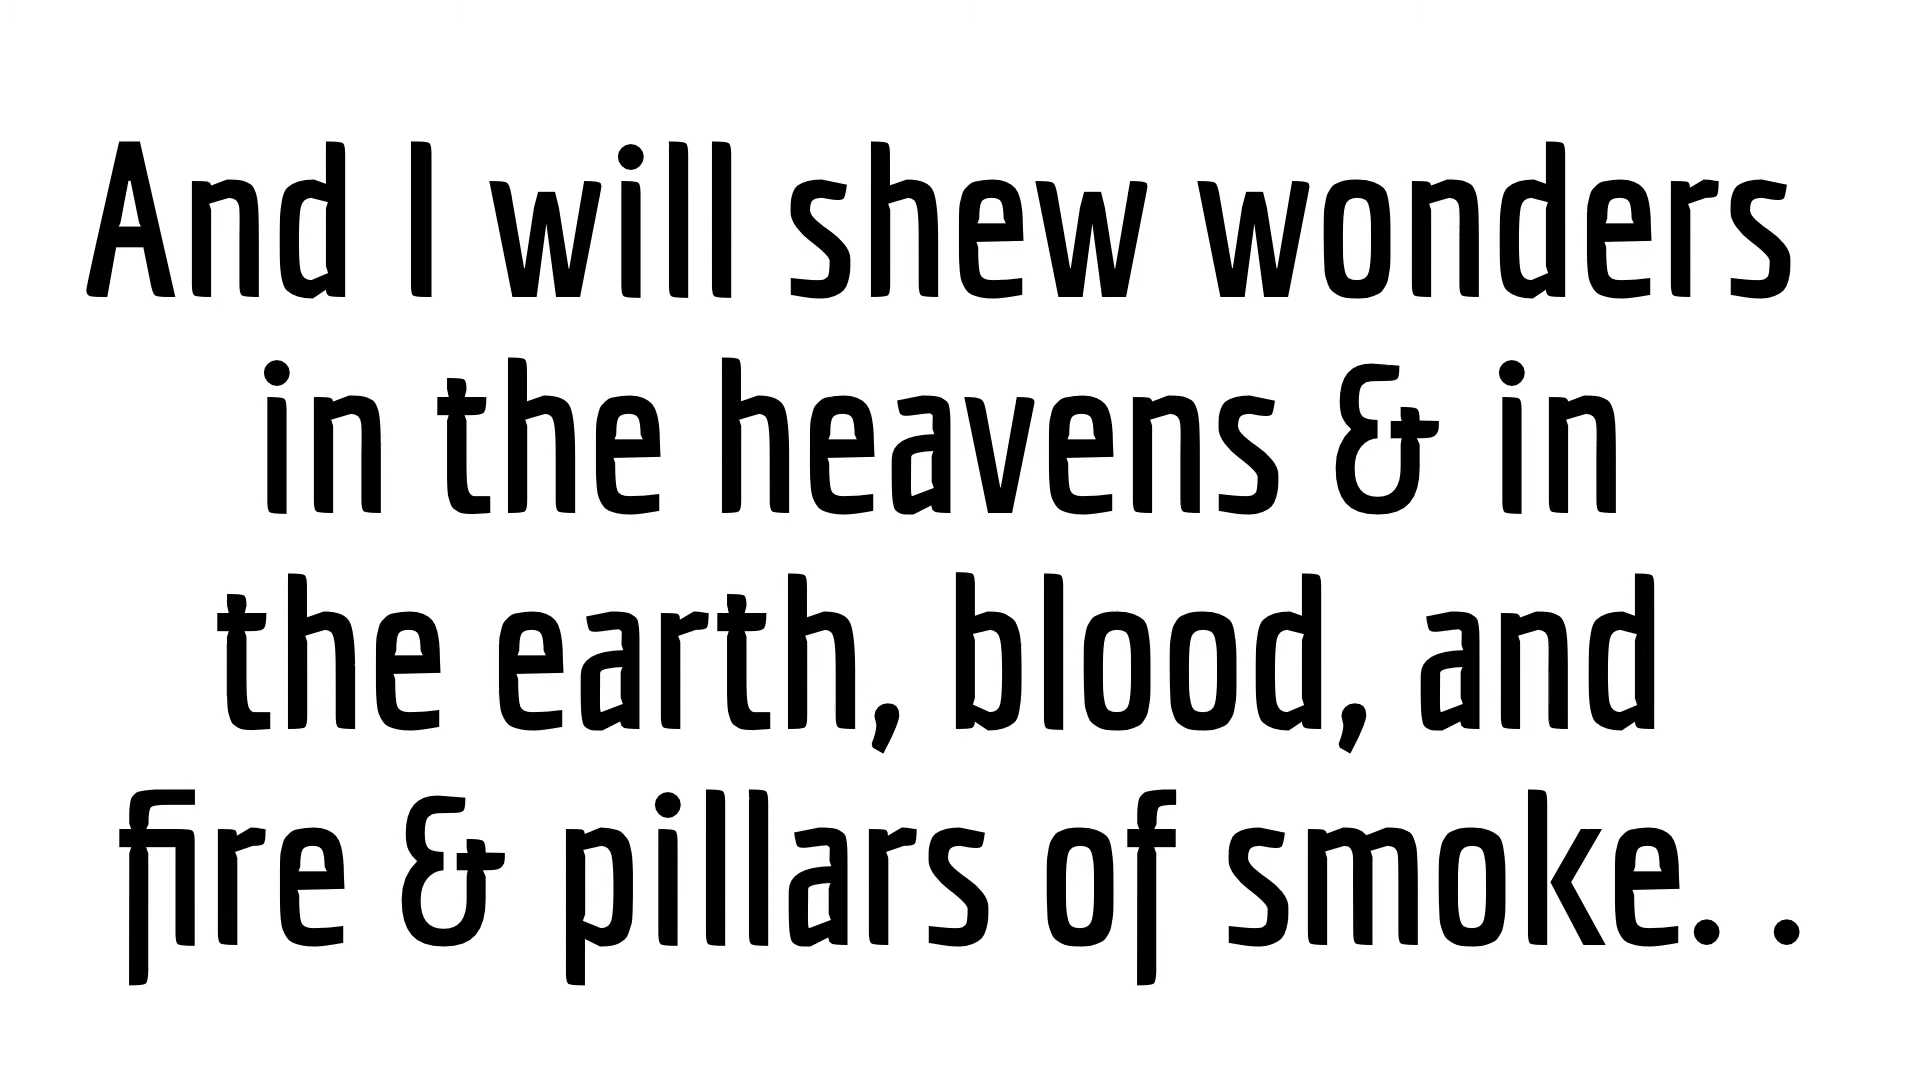 And I will shew wonders
in the heavens & in
the earth, blood, and
fire & pillars of smoke. .